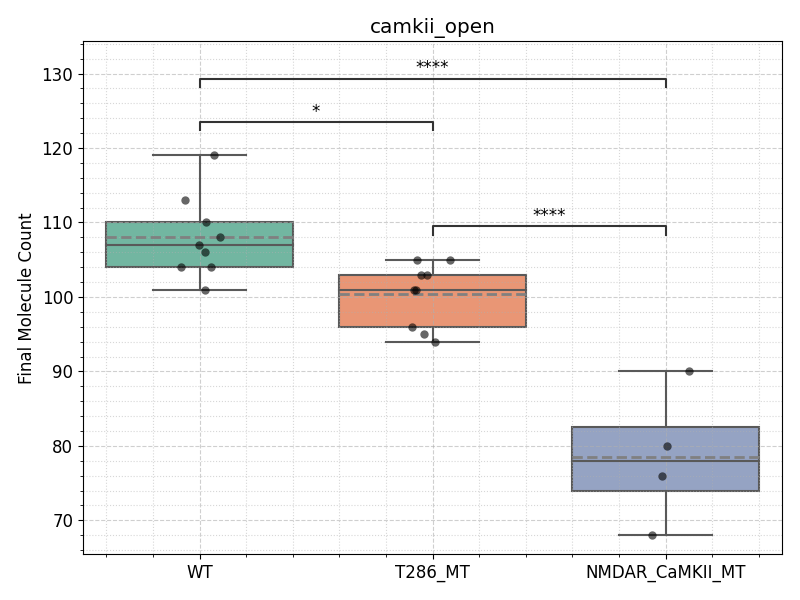 camkii_open
****
*
****
Final Molecule Count
130
120
110
100
90
80
70
WT
T286_MT
NMDAR_CaMKII_MT